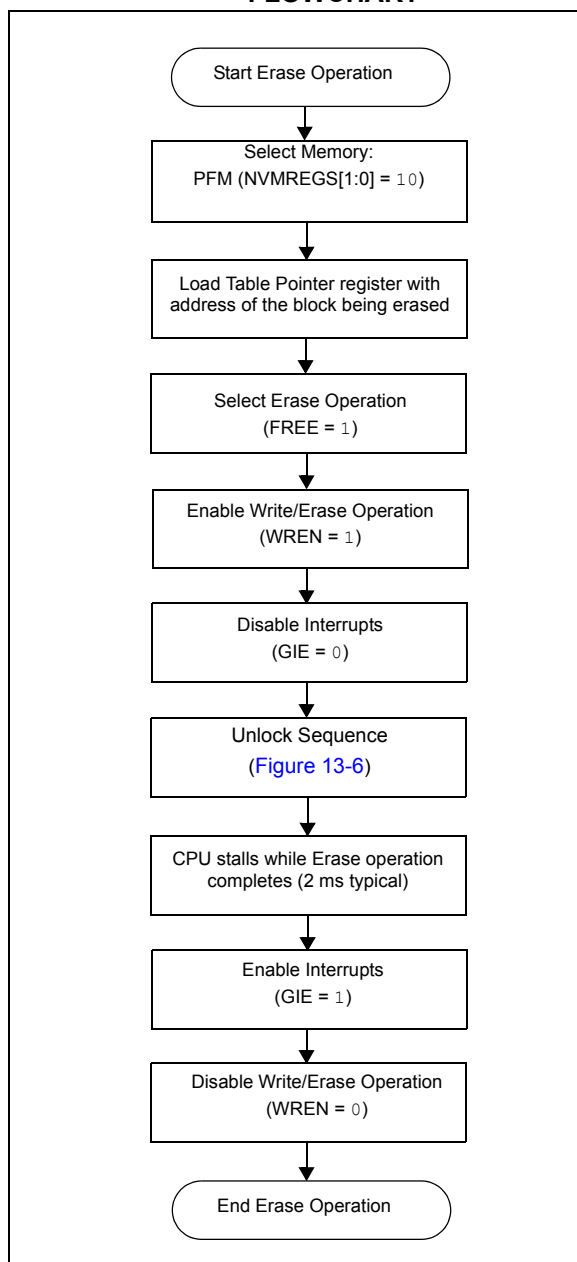 FLOWCHART
Start Erase Operation
Select Memory:
PFM (NVMREGS[1:0] = 10)
Load Table Pointer register with
address of the block being erased
Select Erase Operation
(FREE = 1)
Enable Write/Erase Operation
(WREN = 1)
Disable Interrupts
(GIE = 0)
Unlock Sequence
(Figure 13-6)
CPU stalls while Erase operation
completes (2 ms typical)
Enable Interrupts
(GIE = 1)
Disable Write/Erase Operation
(WREN = 0)
End Erase Operation